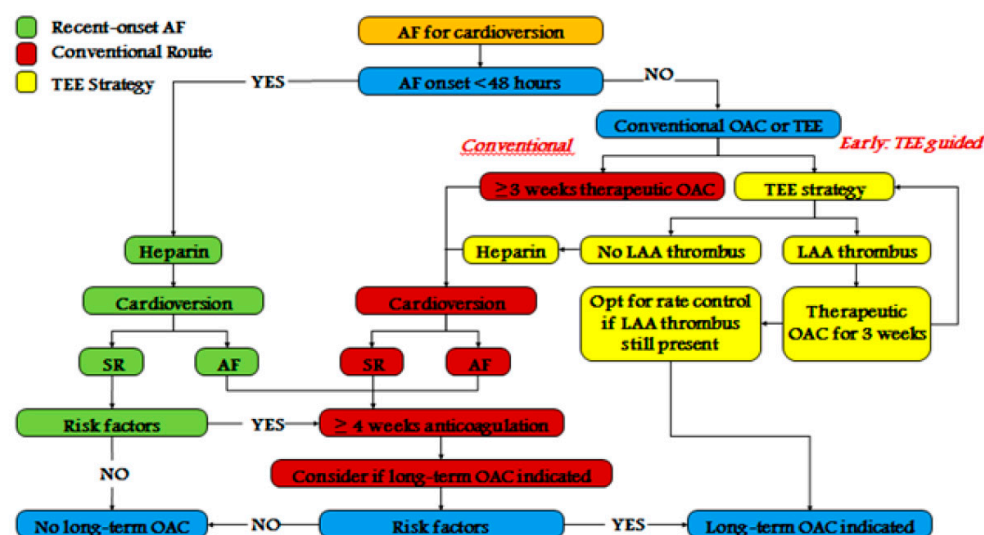 Recent-onset AF
Conventional Route
TEE Strategy
AF for cardioversion
YES
AF onset <48 hours
NO
Conventional OAC or TEE
Conventional
Early: TEE guided
≥3 weeks therapeutic OAC
TEE strategy
Heparin
Heparin
No LAA thrombus
LAA thrombus
Cardioversion
Cardioversion
Opt for rate control
if LAA thrombus
still present
Therapeutic
OAC for 3 weeks
SR
AF
SR
AF
Risk factors
YES
≥ 4 weeks anticoagulation
NO
Consider if long-term OAC indicated
No long-term OAC
NO
Risk factors
YES
Long-term OAC indicated